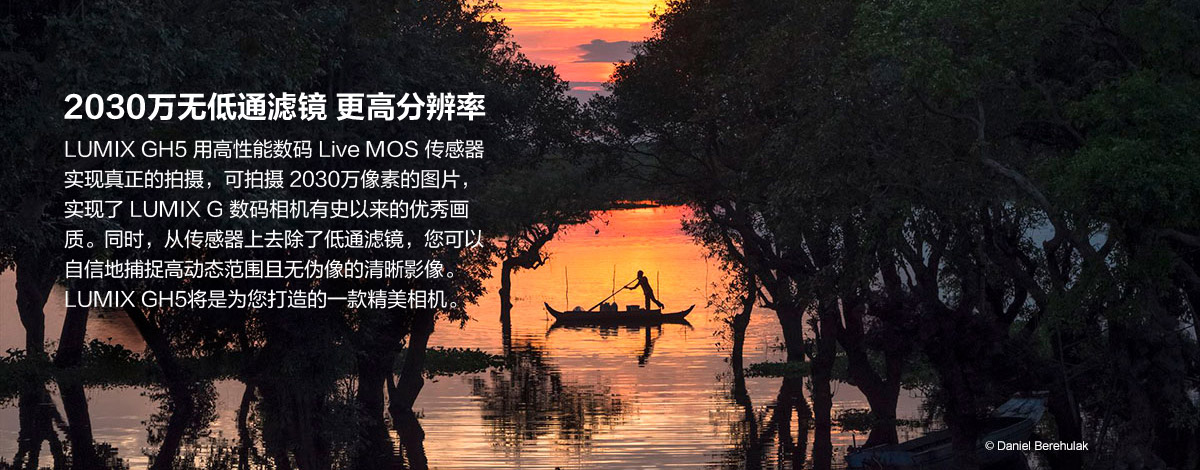 2030万无低通滤镜 更高分辨率
LUMIX GH5 用高性能数码 Live MOS 传感器
实现真正的拍摄，可拍摄 2030万像素的图片，
实现了 LUMIX G 数码相机有史以来的优秀画
质。同时，从传感器上去除了低通滤镜，您可以
自信地捕捉高动态范围且无伪像的清晰影像。
LUMIX GH5将是为您打造的一款精美相机。
© Daniel Berehulak